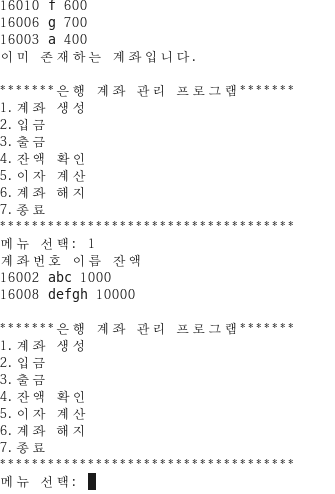 16010 f 600
16006 g 700
16003 a 400
이미 존재하는 계좌입니다.
*******은행 계좌 관리 프로그램*******
1.계좌 생성
2.입금
3.출금
4.잔액 확인
5.이자 계산
6.계좌 해지
7.종료
*************************************
메뉴 선택: 1
계좌번호 이름 잔액
16002 abc 1000
16008 defgh 10000
*******은행 계좌 관리 프로그램*******
1.계좌 생성
2.입금
3.출금
4.잔액 확인
5.이자 계산
6.계좌 해지
7.종료
*************************************
메뉴 선택: